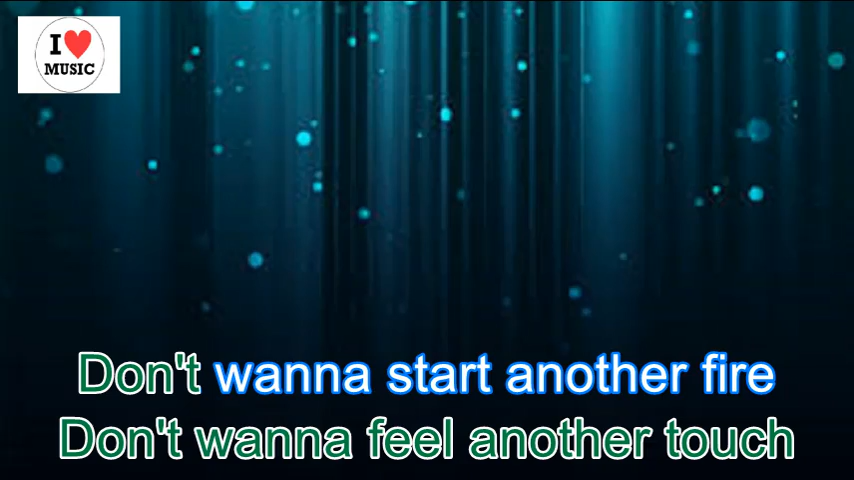 I
MUSIC
Don't wanna start another fire
Don't wanna feel another touch